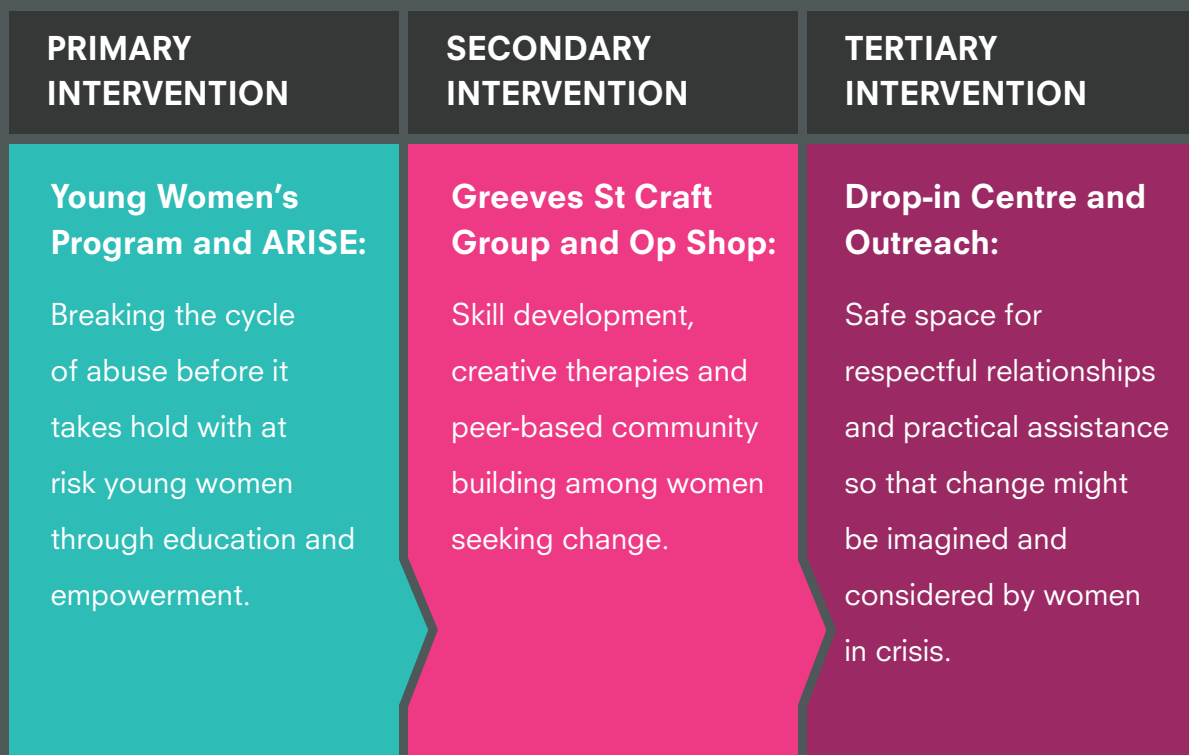 PRIMARY
INTERVENTION
Young Women’s
Program and ARISE:
Breaking the cycle
of abuse before it
takes hold with at
risk young women
through education and
empowerment.
SECONDARY
INTERVENTION
Greeves St Craft
Group and Op Shop:
Skill development,
creative therapies and
peer-based community
building among women
seeking change.
TERTIARY
INTERVENTION
Drop-in Centre and
Outreach:
Safe space for
respectful relationships
and practical assistance
so that change might
be imagined and
considered by women
in crisis.